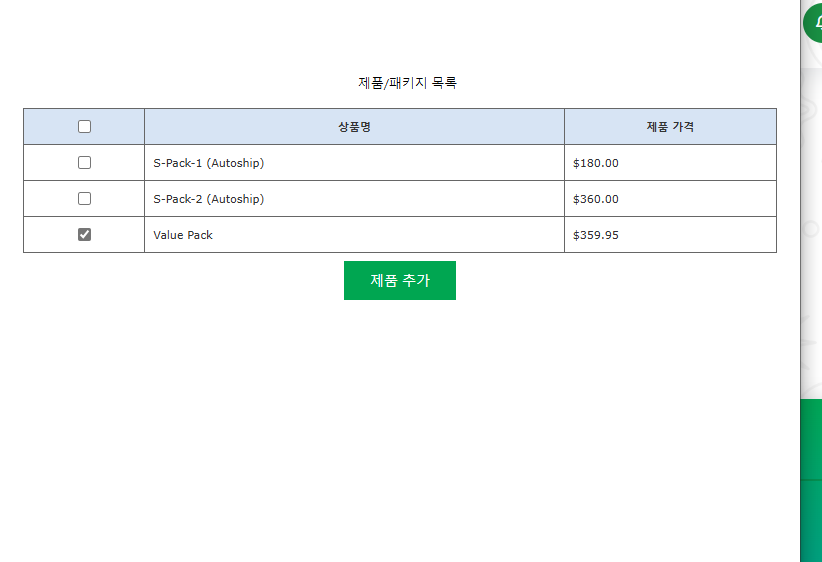 제품/패키지 목록
상품명 제품 가격
S-Pack-1 (Autoship) $180.00
S-Pack-2 (Autoship) $360.00
Value Pack $359.95
제품 추가